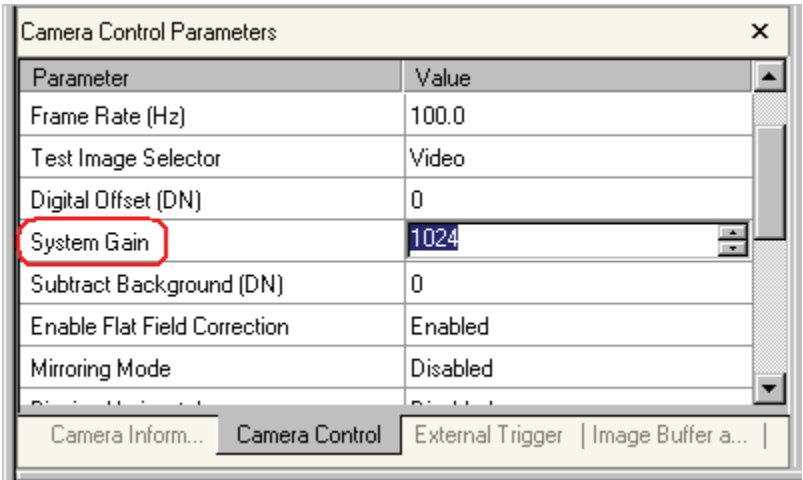 Camera Control Parameters
Parameter Value
Frame Rate (Hz) 100.0
Test Image Selector Video
Digital Offset (DN) 0
System Gain 1024
Subtract Background (DN) 0
Enable Flat Field Correction Enabled
Mirroring Mode Disabled
Camera Inform... Camera Control External Trigger Image Buffer a...